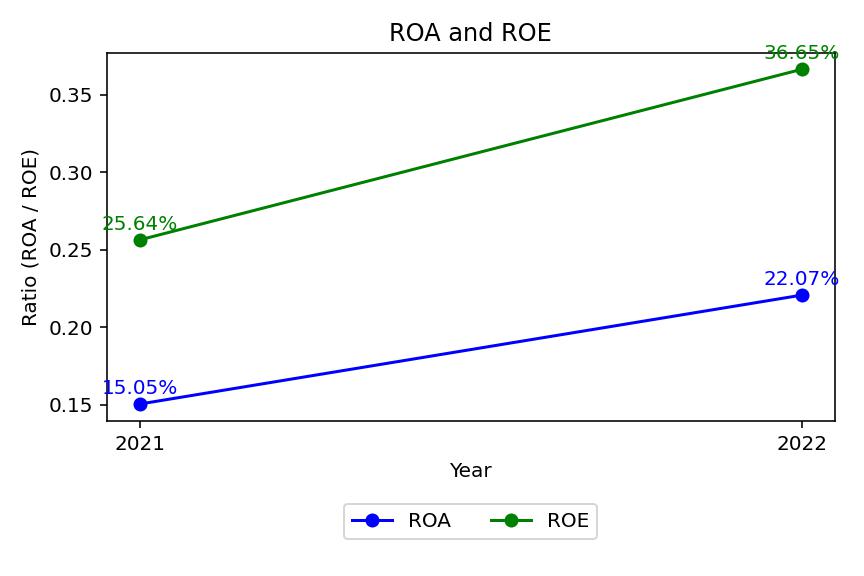 ROA and ROE
36.65%
0.35
0.30
25.64%
0.25
22.07%
0.20
15.05%
0.15
Ratio (ROA / ROE)
2021 2022
Year
ROA ROE